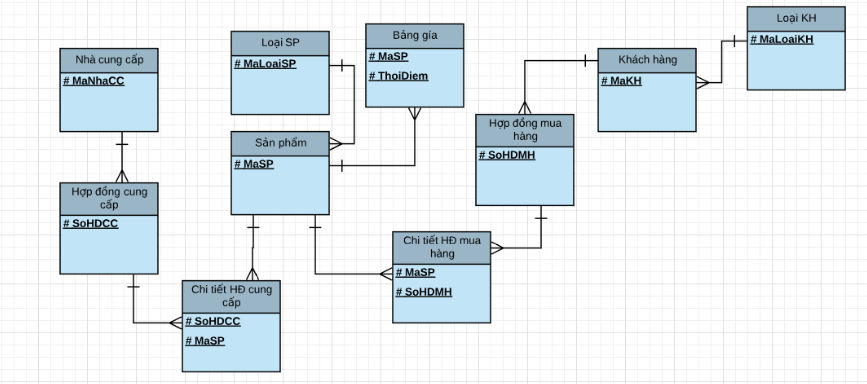 Nhà cung cấp
# MaNhaCC
Loại SP
# MaLoaiSP
Bảng gía
# MaSP
# ThoiDiem
Khách hàng
# MaKH
Loại KH
# MaLoaiKH
Sản phẩm
# MaSP
Hợp đồng mua
hàng
# SoHDMH
Hợp đồng cung
cấp
# SoHDCC
Chi tiết HĐ mua
hàng
# MaSP
# SoHDMH
Chi tiết HĐ cung
cấp
# SoHDCC
# MaSP